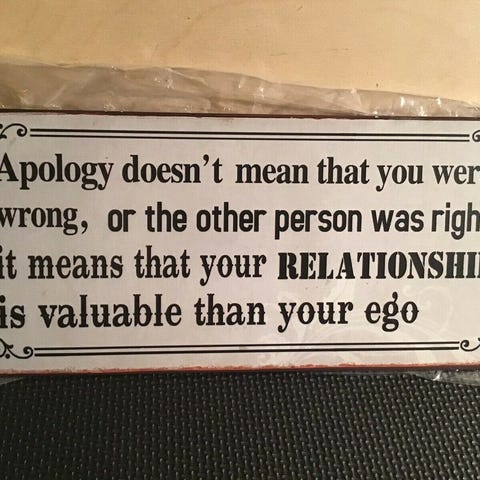 Apology doesn't mean that you wer
wrong, or the other person was righ
it means that your RELATIONSHI
is valuable than your ego